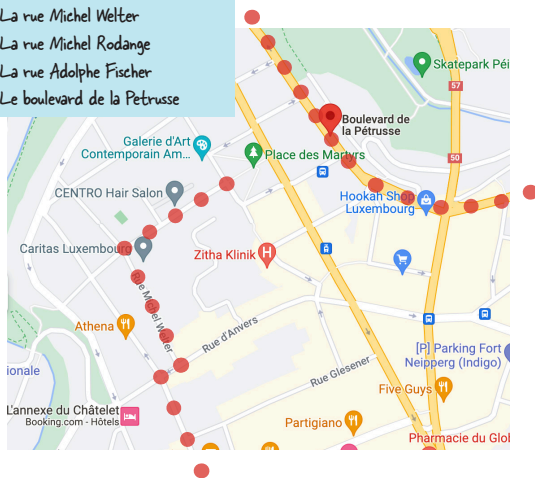 La rue Michel Welter
La rue Michel Rodange
La rue Adolphe Fischer
Le boulevard de la Petrusse
Skatepark Péi
57
Boulevard de
la Pétrusse
Galerie d'Art
Contemporain Am...
Place des Martyrs
50
CENTRO Hair Salon
Hookah Shop
Luxembourg
Caritas Luxembourg
Zitha Klinik
H
Rue Michel Welter
Athena
Rue d'Anvers
[P] Parking Fort
Neipperg (Indigo)
ionale
Rue Glesener
Five Guys
L'annexe du Châtelet
Booking.com - Hôtels
Partigiano
Pharmacie du Glo